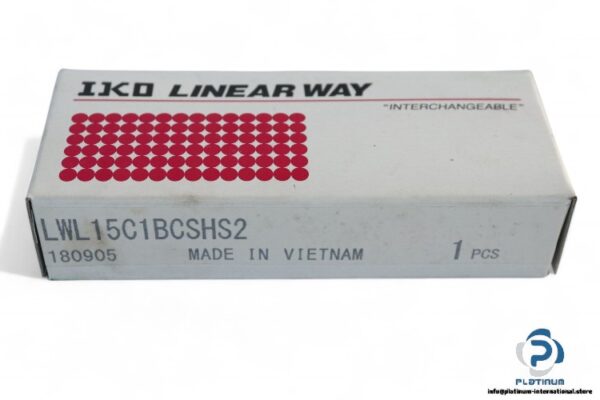 IKO LINEAR WAY
"INTERCHANGEABLE"
LWL15C1BCSHS2
180905 MADE IN VIETNAM 1 PCS
PLATINUM
info@platinum-international.store